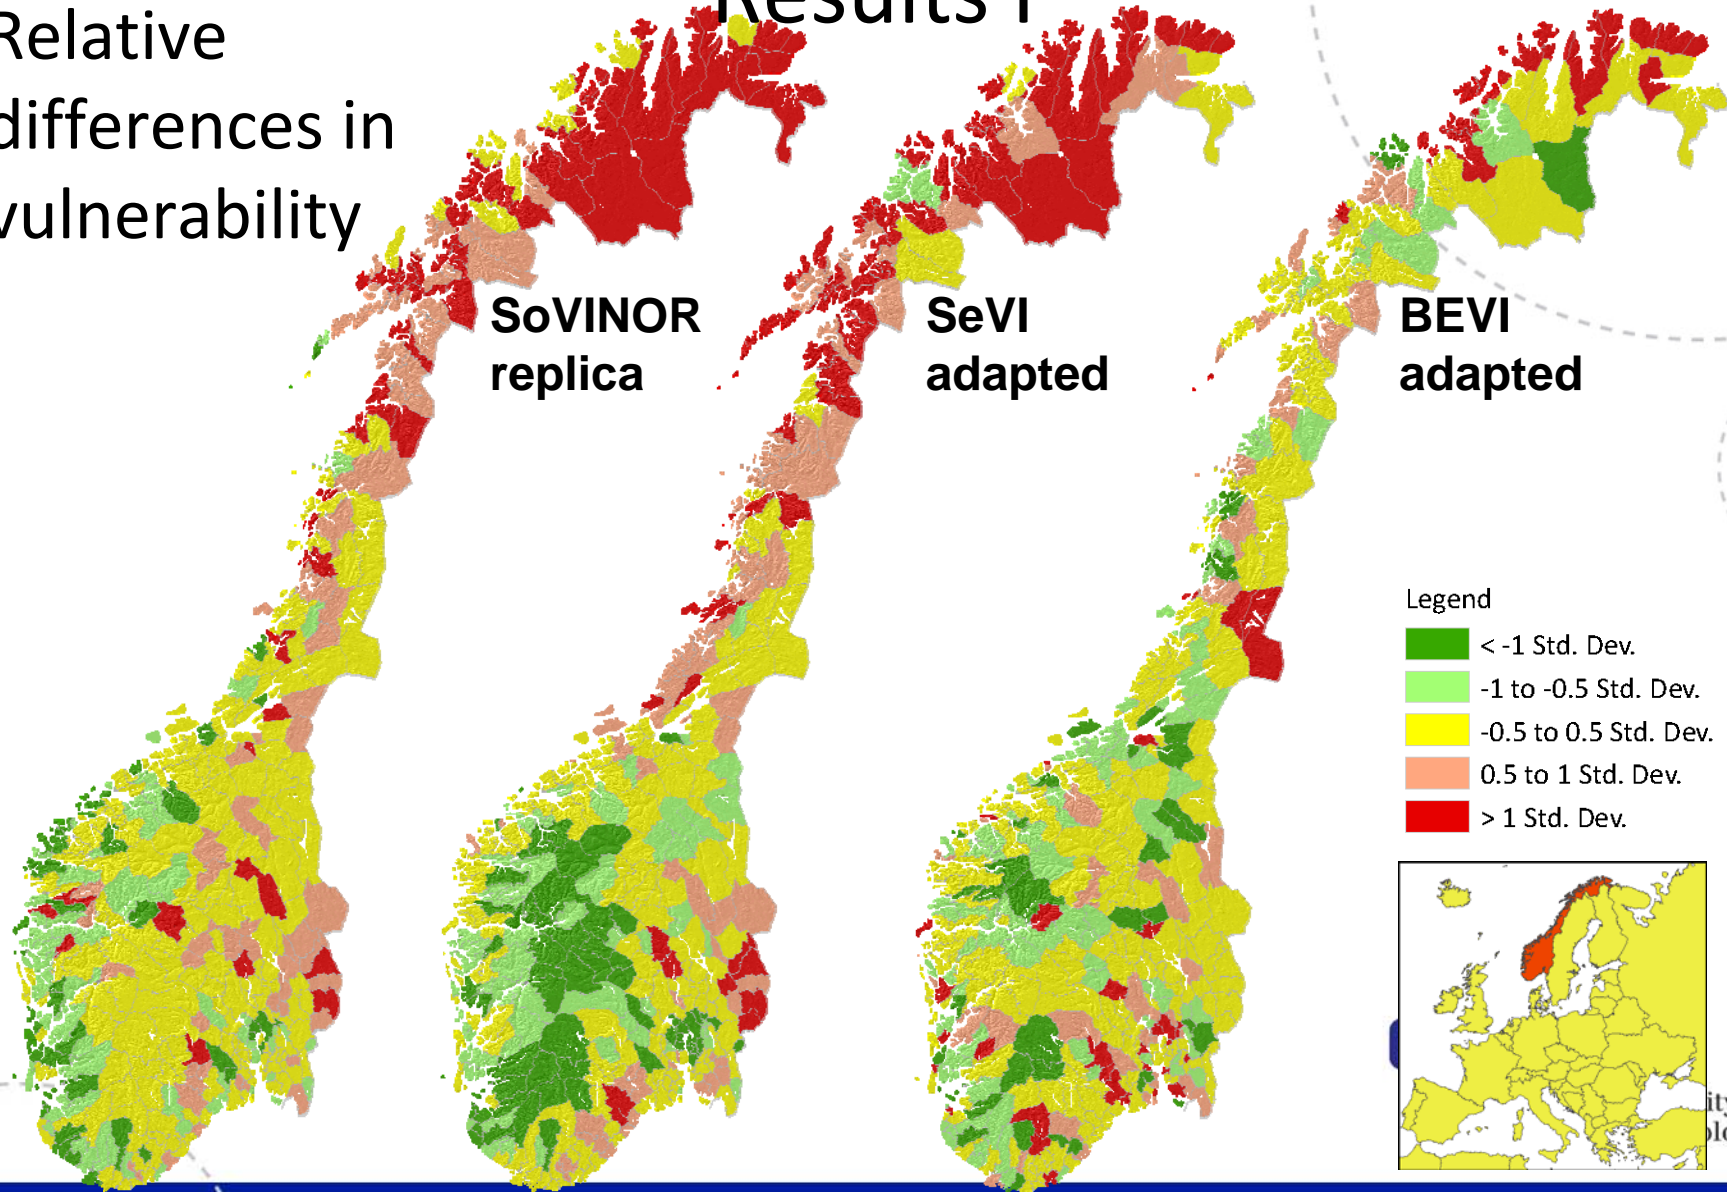 Results I
Relative
differences in
vulnerability
SoVINOR
replica
SeVI
adapted
BEVI
adapted
Legend
< -1 Std. Dev.
-1 to -0.5 Std. Dev.
-0.5 to 0.5 Std. Dev.
0.5 to 1 Std. Dev.
> 1 Std. Dev.